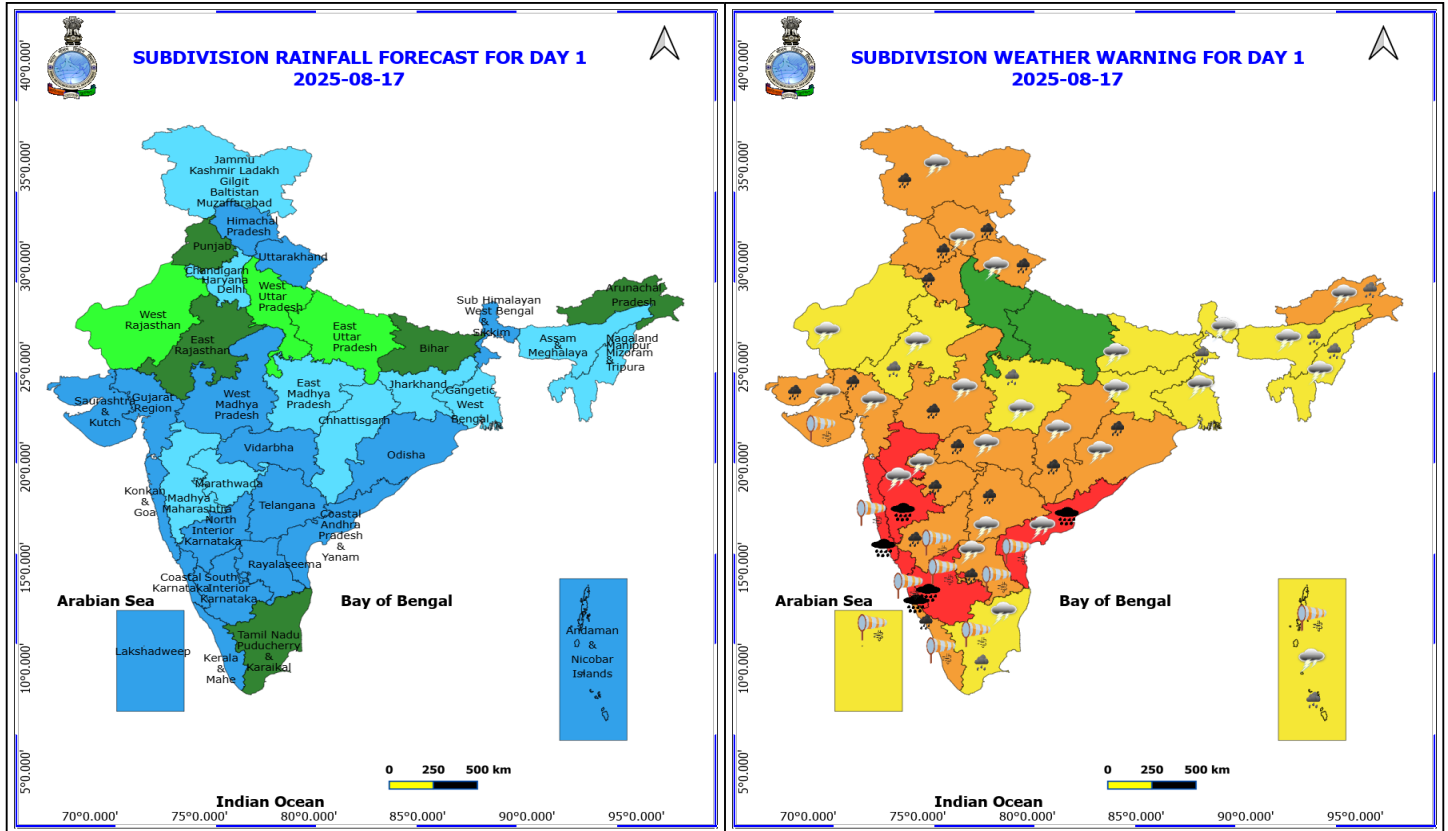 SUBDIVISION RAINFALL FORECAST FOR DAY 1
2025-08-17
40°0.000'
35°0.000'
30°0.000'
25°0.000'
20°0.000'
15°0.000'
10°0.000'
5°0.000'
Jammu
Kashmir Ladakh
Gilgit
Baltistan
Muzaffarabad
Himachal
Pradesh
Punjab
Uttarakhand
Chandigarh
Haryana
Delhi
West
Uttar
Pradesh
West
Rajasthan
East
Rajasthan
East
Uttar
Pradesh
Bihar
Sub Himalayan
West Bengal
&
Sikkim
Arunachal
Pradesh
Assam
&
Meghalaya
Nagaland
Manipur
Mizoram
&
Tripura
Saurashtra
&
Kutch
Gujarat
Region
West
Madhya
Pradesh
East
Madhya
Pradesh
Jharkhand
Gangetic
West
Bengal
Chhattisgarh
Vidarbha
Odisha
Konkan
&
Goa
Marathwada
Madhya
Maharashtra
Telangana
North
Interior
Karnataka
Coastal
Andhra
Pradesh
&
Yanam
Rayalaseema
Coastal
Karnataka
South
Interior
Karnataka
Arabian Sea
Bay of Bengal
Lakshadweep
Kerala
&
Mahe
Tamil Nadu
Puducherry
&
Karaikal
Andaman
&
Nicobar
Islands
0 250 500 km
Indian Ocean
70°0.000' 75°0.000' 80°0.000' 85°0.000' 90°0.000' 95°0.000'
SUBDIVISION WEATHER WARNING FOR DAY 1
2025-08-17
40°0.000'
35°0.000'
30°0.000'
25°0.000'
20°0.000'
15°0.000'
10°0.000'
5°0.000'
Arabian Sea
Bay of Bengal
0 250 500 km
Indian Ocean
70°0.000' 75°0.000' 80°0.000' 85°0.000' 90°0.000' 95°0.000'